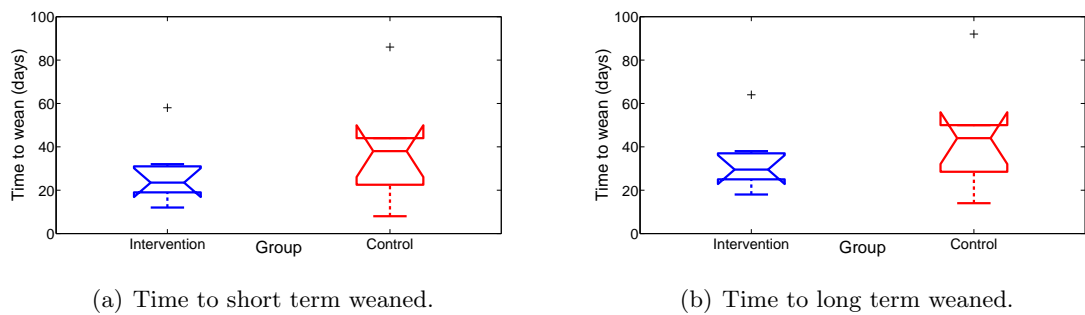 100
80
60
40
20
0
Time to wean (days)
Intervention
Control
Group
(a) Time to short term weaned.
100
80
60
40
20
0
Time to wean (days)
Intervention
Control
Group
(b) Time to long term weaned.